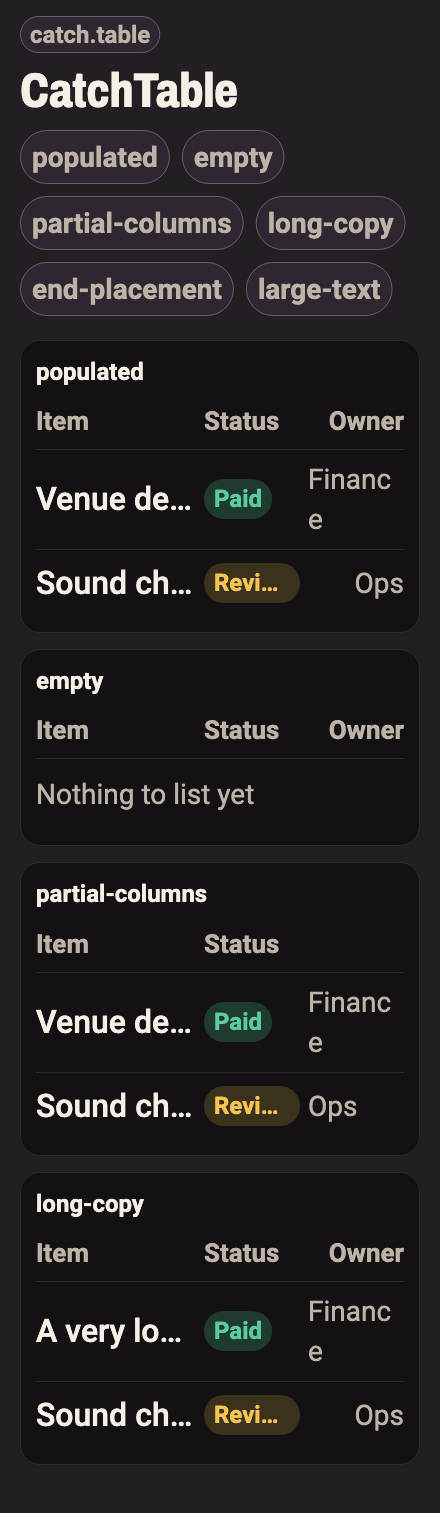 catch.table
CatchTable
populated empty
partial-columns long-copy
end-placement large-text
populated
Item Status Owner
Venue de... Paid Financ
e
Sound ch... Revi... Ops
empty
Item Status Owner
Nothing to list yet
partial-columns
Item Status
Venue de... Paid Financ
e
Sound ch... Revi... Ops
long-copy
Item Status Owner
A very lo... Paid Financ
e
Sound ch... Revi... Ops